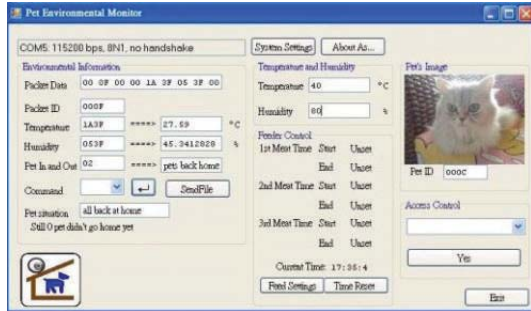 Pet Environmental Monitor
COM5: 115200 bps, 8N1, no handshake
System Settings
About As...
Environmental Information
Packet Data 00 0F 00 00 1A 3F 05 3F 00
Packet ID 000F
Temperature 1A3F ====> 27.59 °C
Humidity 053F ====> 45.3412828 %
Pet In and Out 02 ====> pets back home
Command SendFile
Pet situation all back at home
Still 0 pet didn't go home yet
Temperature and Humidity
Temperature 40 °C
Humidity 80 %
Feeder Control
1st Meat Time Start Unset
End Unset
2nd Meat Time Start Unset
End Unset
3rd Meat Time Start Unset
End Unset
Current Time: 17:35:4
Feed Settings
Time Reset
Pet's Image
Pet ID 000C
Access Control
Yes
Exit